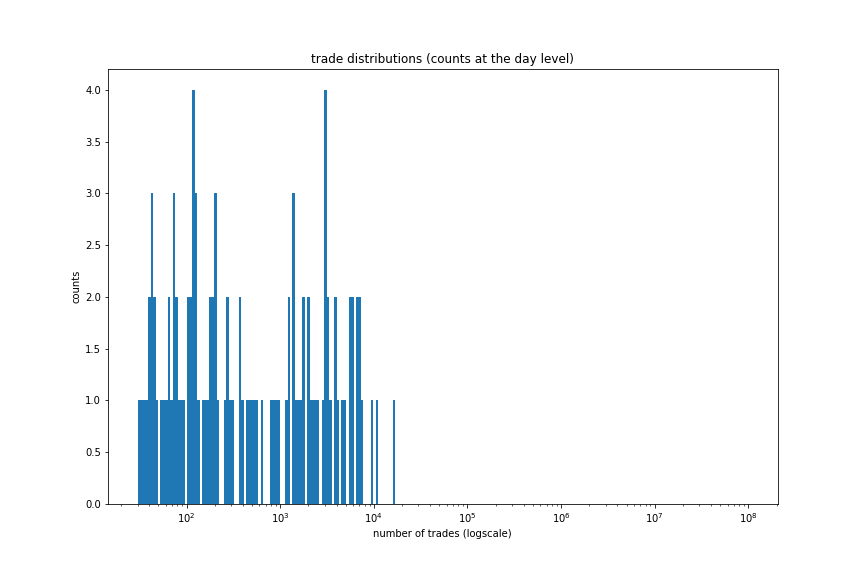 trade distributions (counts at the day level)
4.0
3.5
3.0
2.5
2.0
1.5
1.0
0.5
0.0
counts
10² 10³ 10⁴ 10⁵ 10⁶ 10⁷ 10⁸
number of trades (logscale)